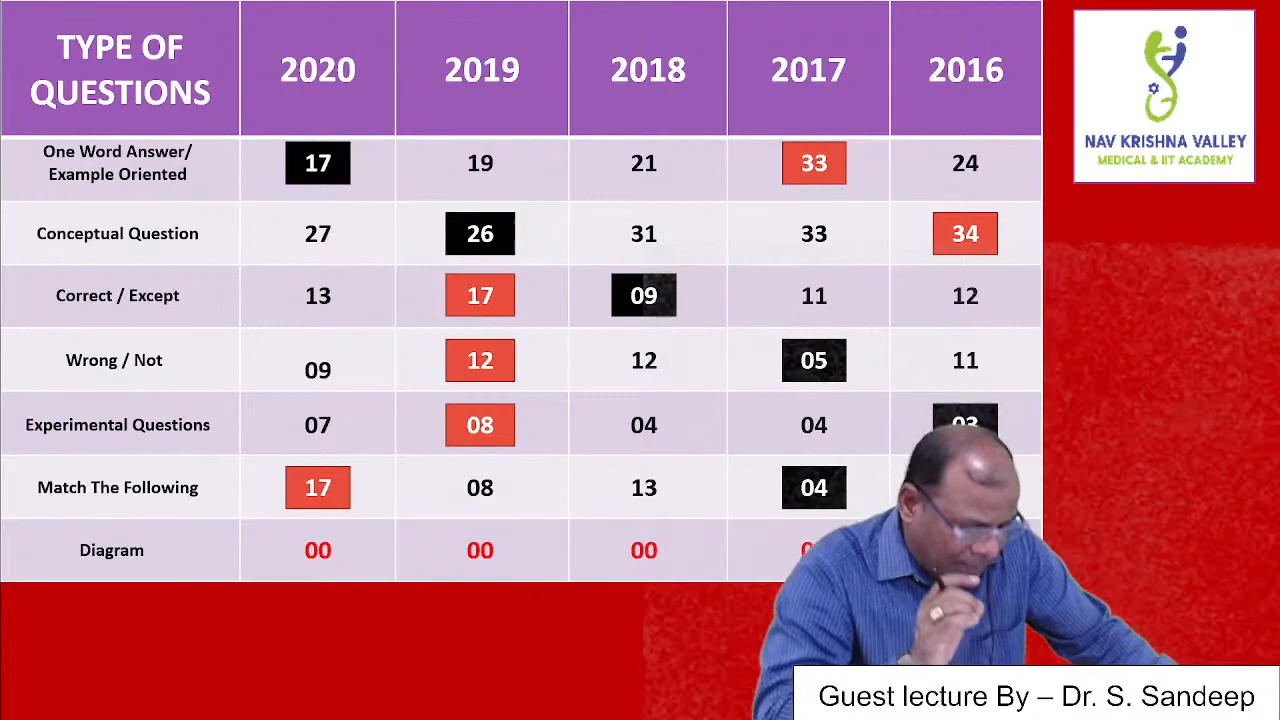 TYPE OF
QUESTIONS
2020
2019
2018
2017
2016
One Word Answer/
Example Oriented
17
19
21
33
24
Conceptual Question
27
26
31
33
34
Correct / Except
13
17
09
11
12
Wrong / Not
09
12
12
05
11
Experimental Questions
07
08
04
04
03
Match The Following
17
08
13
04
Diagram
00
00
00
NAV KRISHNA VALLEY
MEDICAL & IIT ACADEMY
Guest lecture By – Dr. S. Sandeep